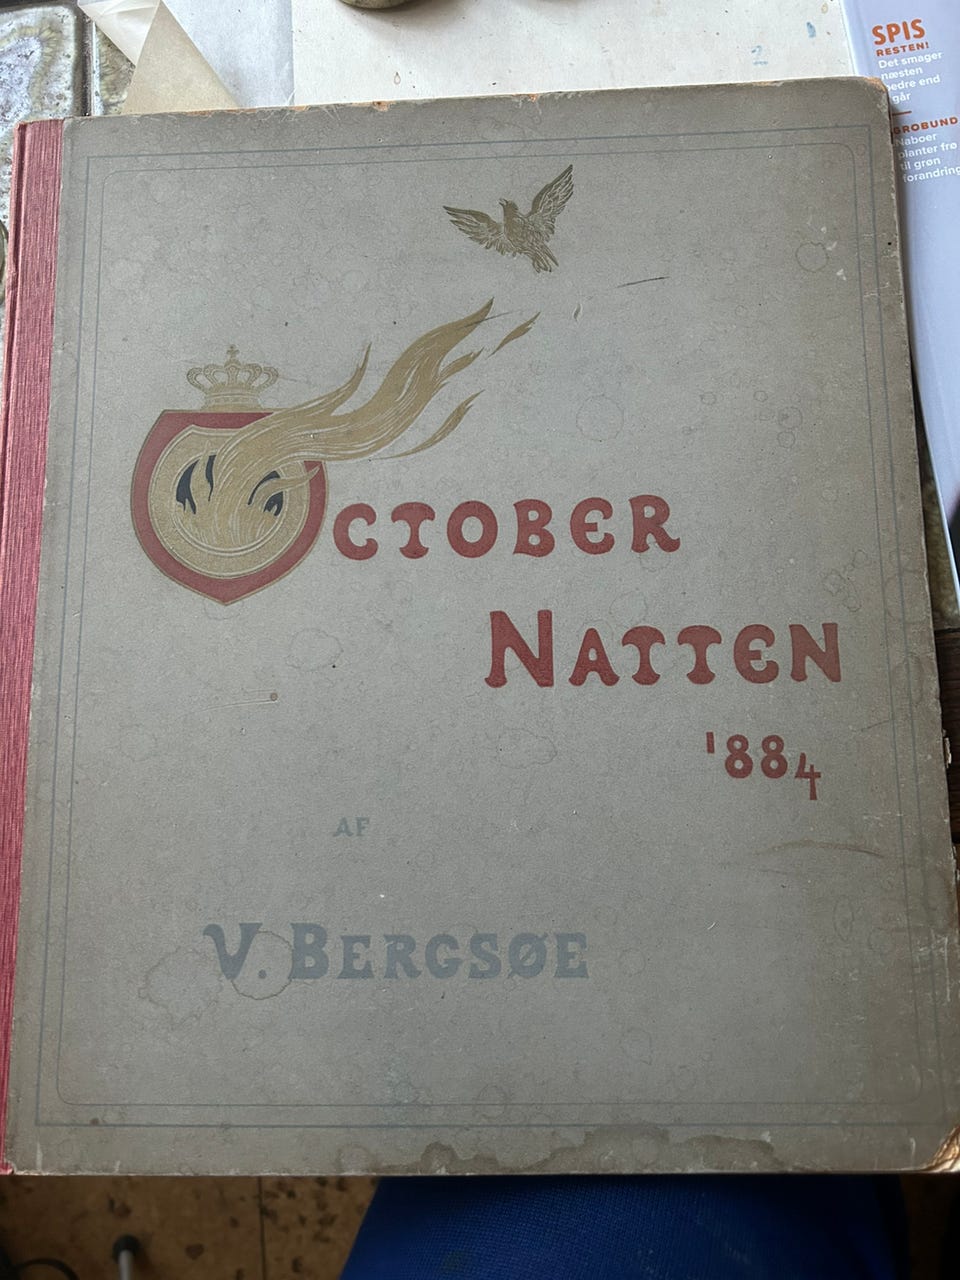 OCTOBER
NATTEN
1884
AF
V. BERGSØE
SPIS
RESTEN!
Det smager
næsten
bedre end
går
GROBUND
Naboer
planter frø
til grøn
forandring
2